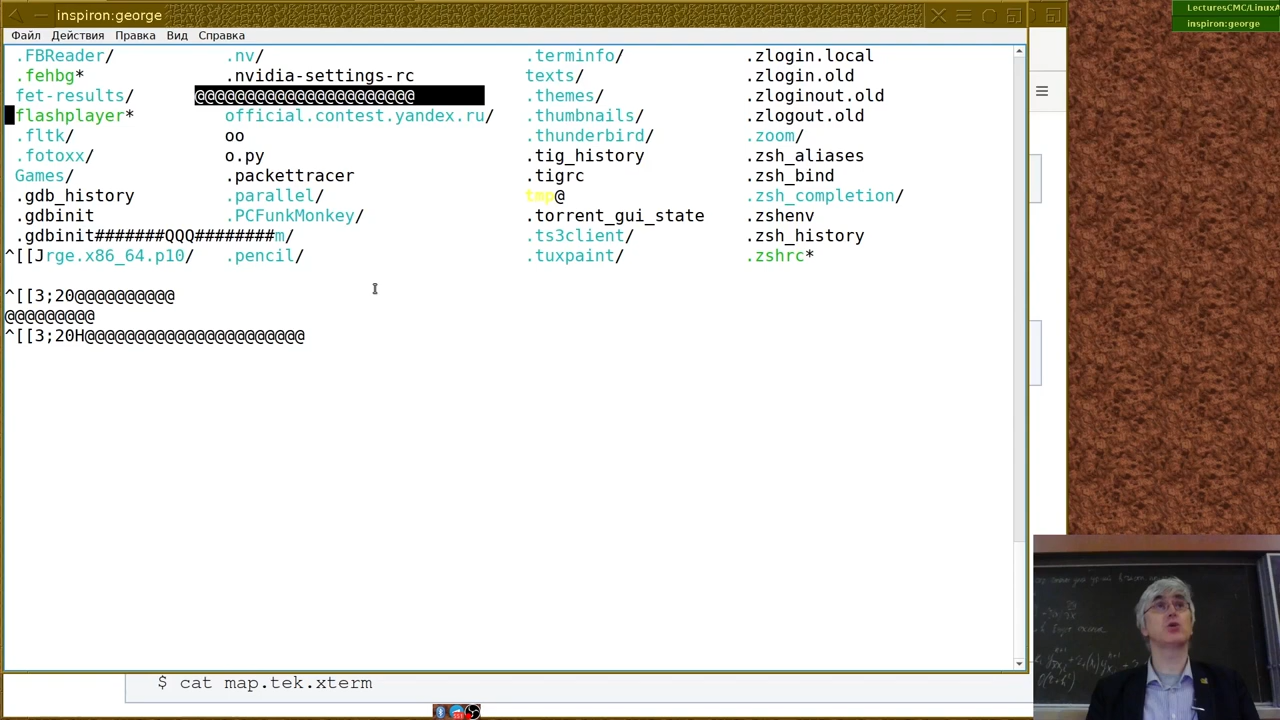 inspiron:george
LecturesCMC/LinuxA
inspiron:george
Файл Действия Правка Вид Справка
.FBReader/ .nv/ .terminfo/ .zlogin.local
.fehbg* .nvidia-settings-rc texts/ .zlogin.old
fet-results/ @@@@@@@@@@@@@@@@@@@@@@ .themes/ .zloginout.old
flashplayer* official.contest.yandex.ru/ .thumbnails/ .zlogout.old
.fltk/ oo .thunderbird/ .zoom/
.fotoxx/ o.py .tig_history .zsh_aliases
Games/ .packettracer .tigrc .zsh_bind
.gdb_history .parallel/ tmp@ .zsh_completion/
.gdbinit .PCFunkMonkey/ .torrent_gui_state .zshenv
.gdbinit#######QQQ########m/ .ts3client/ .zsh_history
^[[Jrge.x86_64.p10/ .pencil/ .tuxpaint/ .zshrc*
^[[3;20@@@@@@@@@@
@@@@@@@@@
^[[3;20H@@@@@@@@@@@@@@@@@@@@@@
$ cat map.tek.xterm